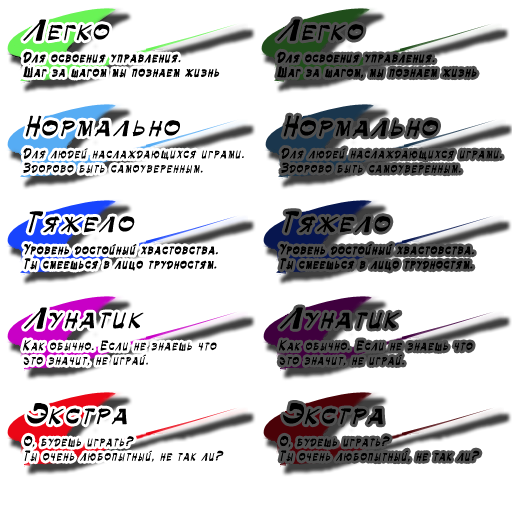 Легко
Для освоения управления.
Шаг за шагом мы познаем жизнь
Легко
Для освоения управления.
Шаг за шагом, мы познаем жизнь
Нормально
Для людей наслаждающихся играми.
Здорово быть самоуверенным.
Нормально
Для людей наслаждающихся играми.
Здорово быть самоуверенным.
Тяжело
Уровень достойный хвастовства.
Ты смеешься в лицо трудностям.
Тяжело
Уровень достойный хвастовства.
Ты смеешься в лицо трудностям.
Лунатик
Как обычно. Если не знаешь что
это значит, не играй.
Лунатик
Как обычно. Если не знаешь что
это значит, не играй.
Экстра
О, будешь играть?
Ты очень любопытный, не так ли?
Экстра
О, будешь играть?
Ты очень любопытный, не так ли?